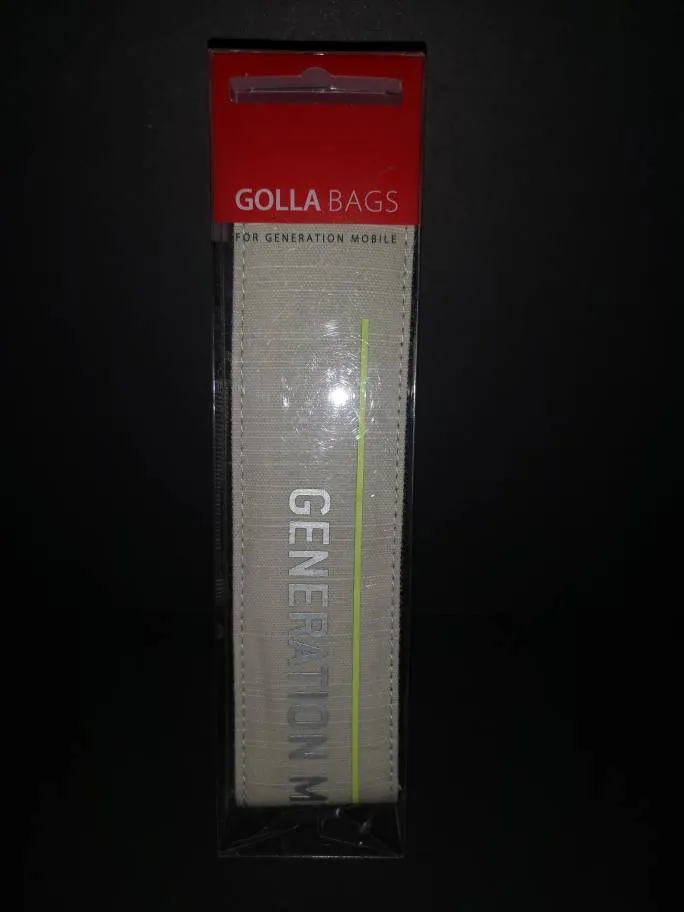 GOLLA BAGS
FOR GENERATION MOBILE
GENERATION M